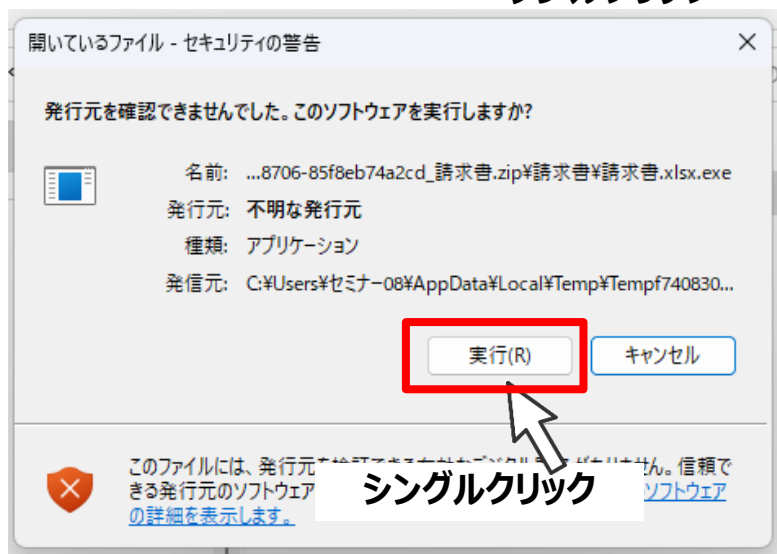 開いているファイル - セキュリティの警告
発行元を確認できませんでした。このソフトウェアを実行しますか?
名前: ...8706-85f8eb74a2cd_請求書.zip¥請求書¥請求書.xlsx.exe
発行元: 不明な発行元
種類: アプリケーション
発信元: C:¥Users¥セミナー08¥AppData¥Local¥Temp¥Tempf740830...
実行(R) キャンセル
このファイルには、発行元を ません。信頼で
きる発行元のソフトウェア ソフトウェア
の詳細を表示します。
シングルクリック